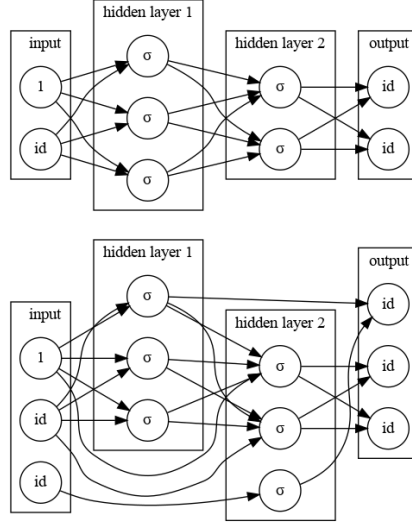 hidden layer 1
input
output
hidden layer 2
σ
1
σ
id
σ
id
σ
σ
id
hidden layer 1
output
input
σ
id
hidden layer 2
1
σ
σ
id
id
σ
σ
id
id
σ